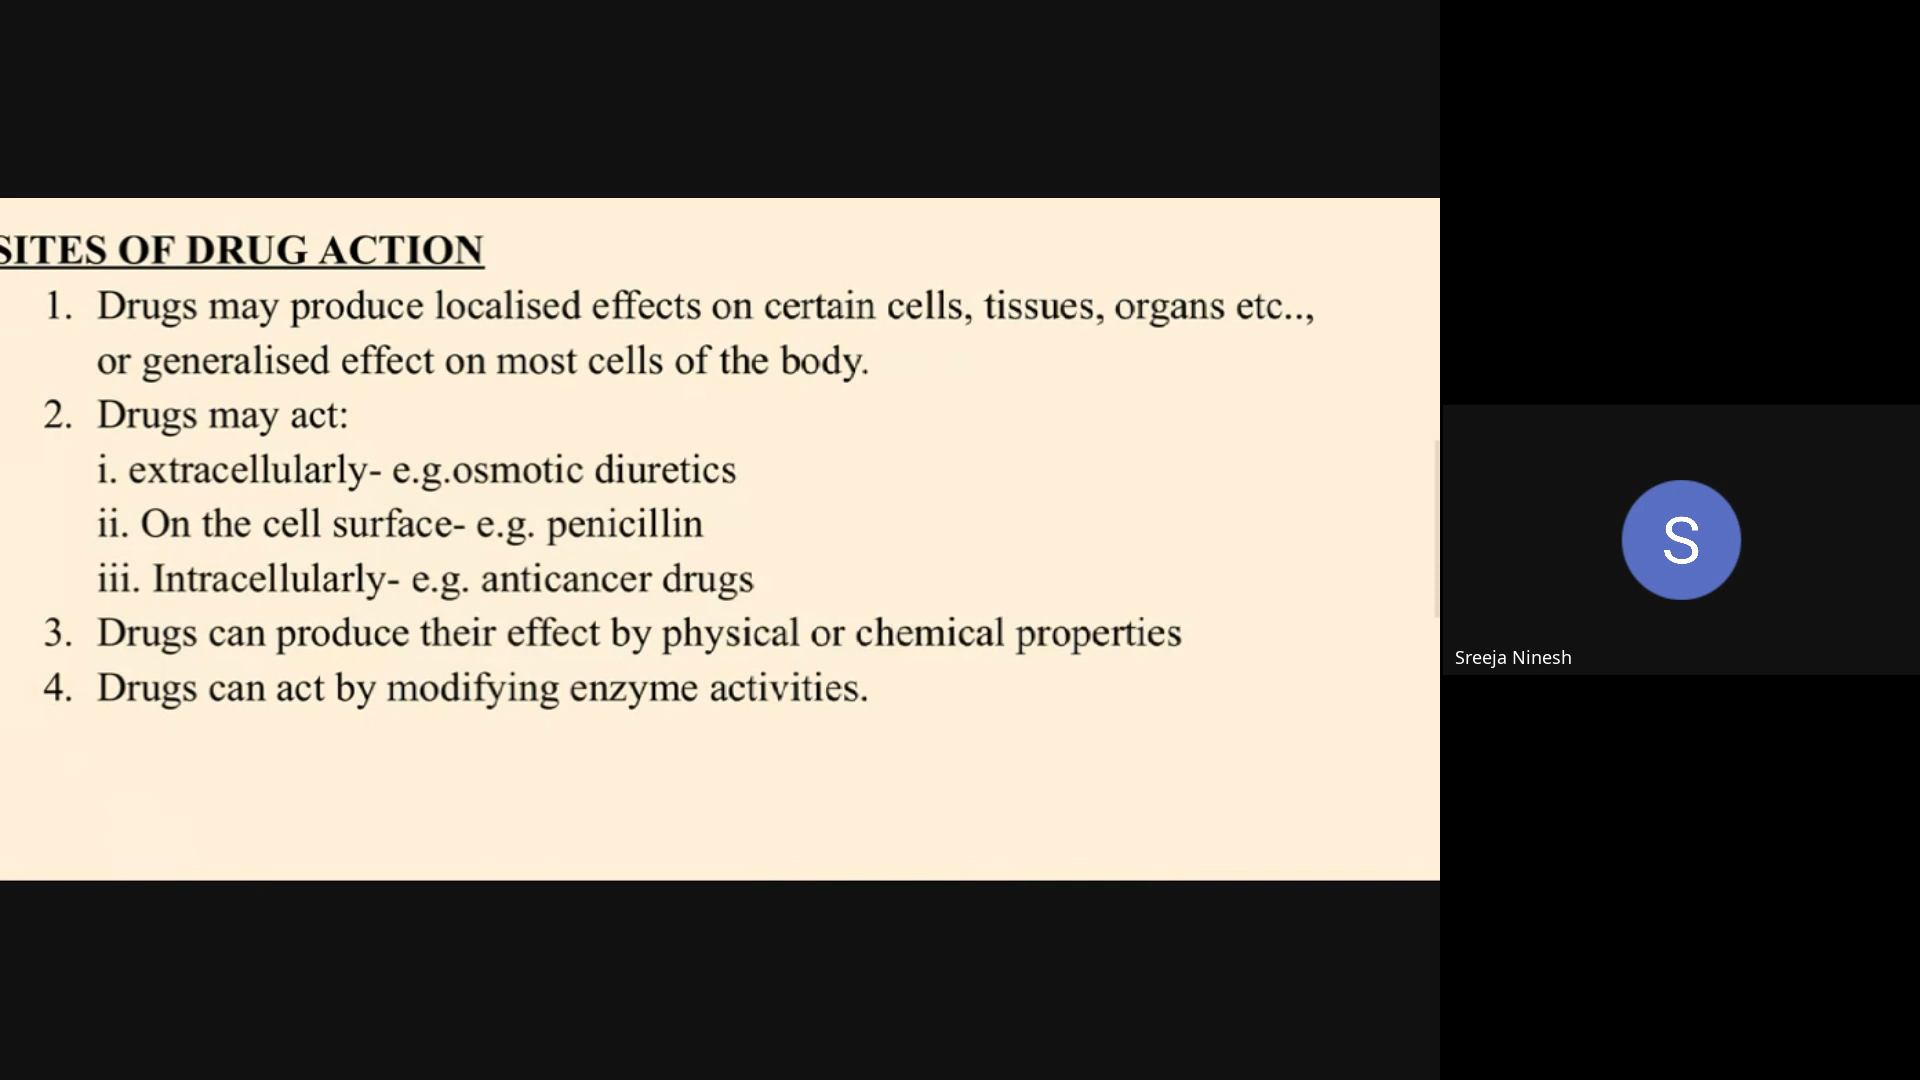 SITES OF DRUG ACTION
1. Drugs may produce localised effects on certain cells, tissues, organs etc..,
or generalised effect on most cells of the body.
2. Drugs may act:
i. extracellularly- e.g.osmotic diuretics
ii. On the cell surface- e.g. penicillin
iii. Intracellularly- e.g. anticancer drugs
3. Drugs can produce their effect by physical or chemical properties
4. Drugs can act by modifying enzyme activities.
S
Sreeja Ninesh